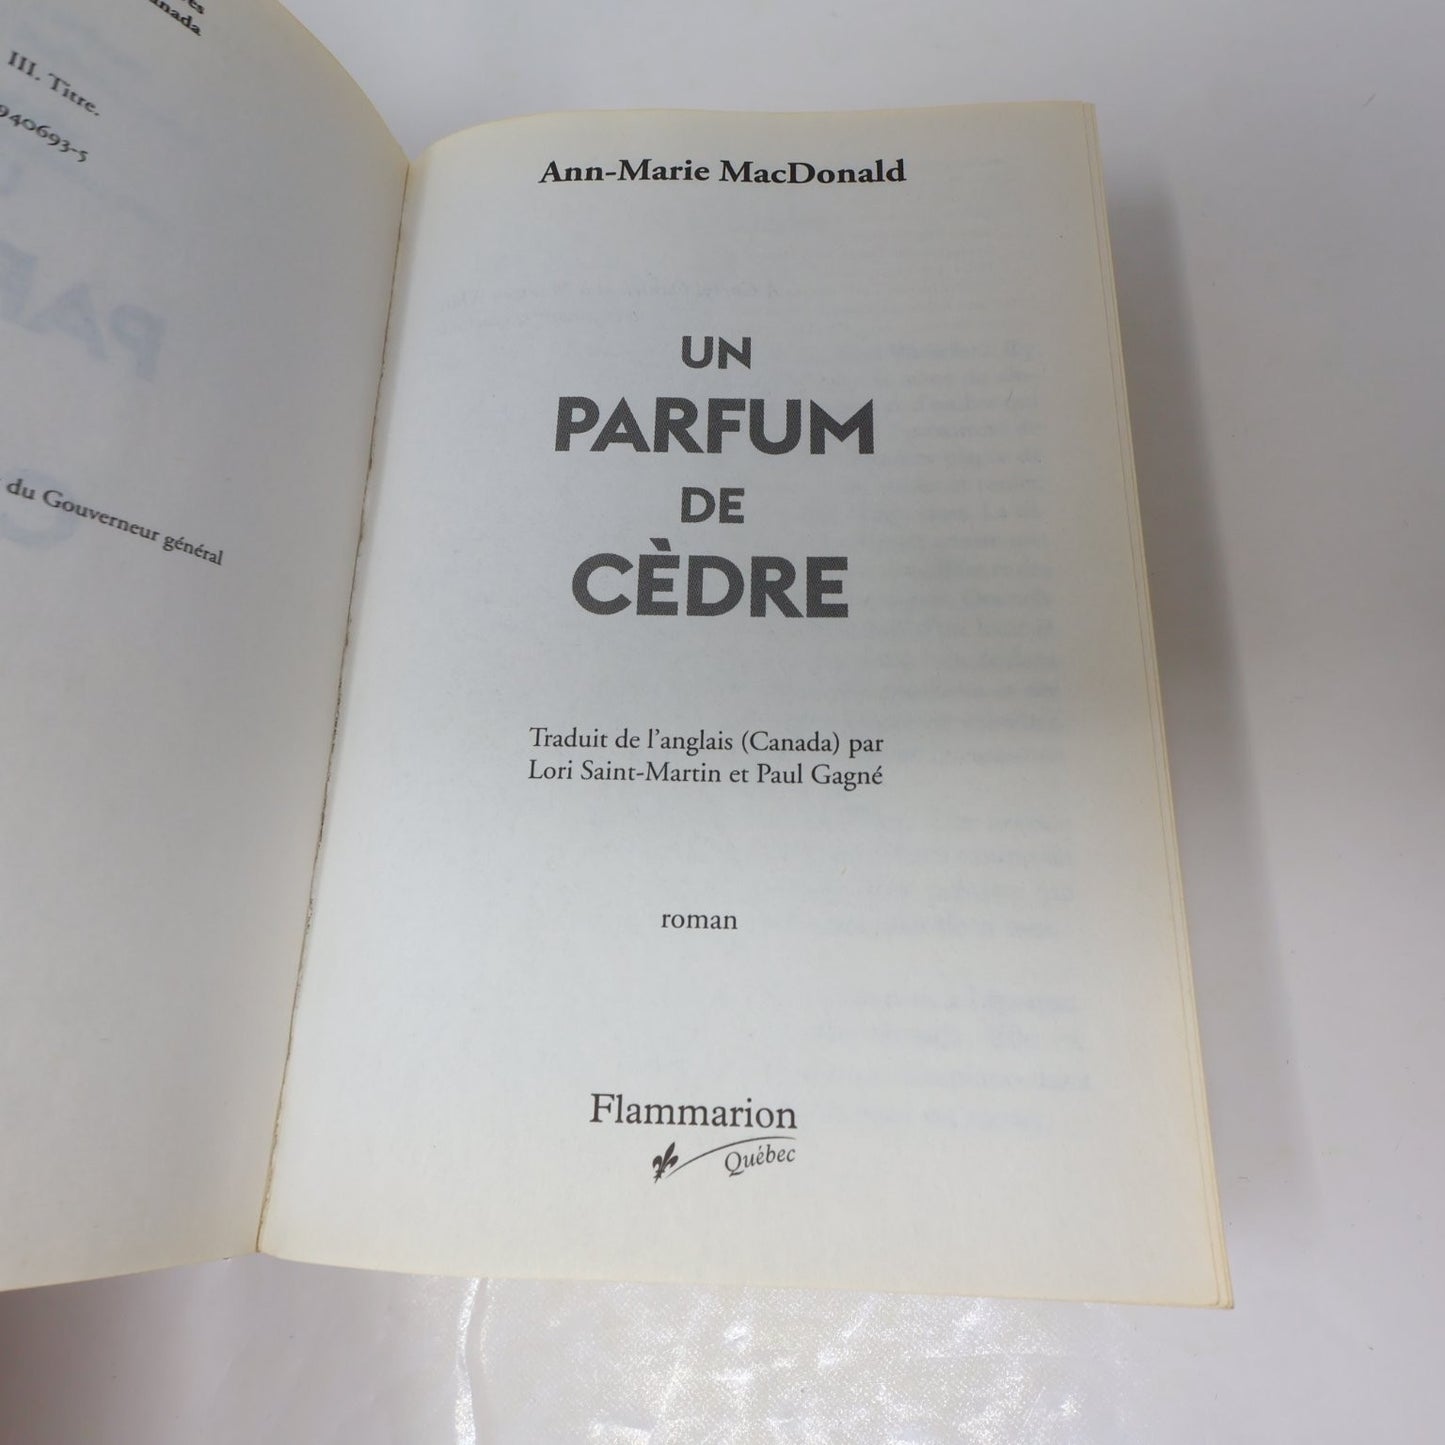 III. Titre.
940693-5
du Gouverneur général
Ann-Marie MacDonald
UN
PARFUM
DE
CÈDRE
Traduit de l'anglais (Canada) par
Lori Saint-Martin et Paul Gagné
roman
Flammarion
Québec